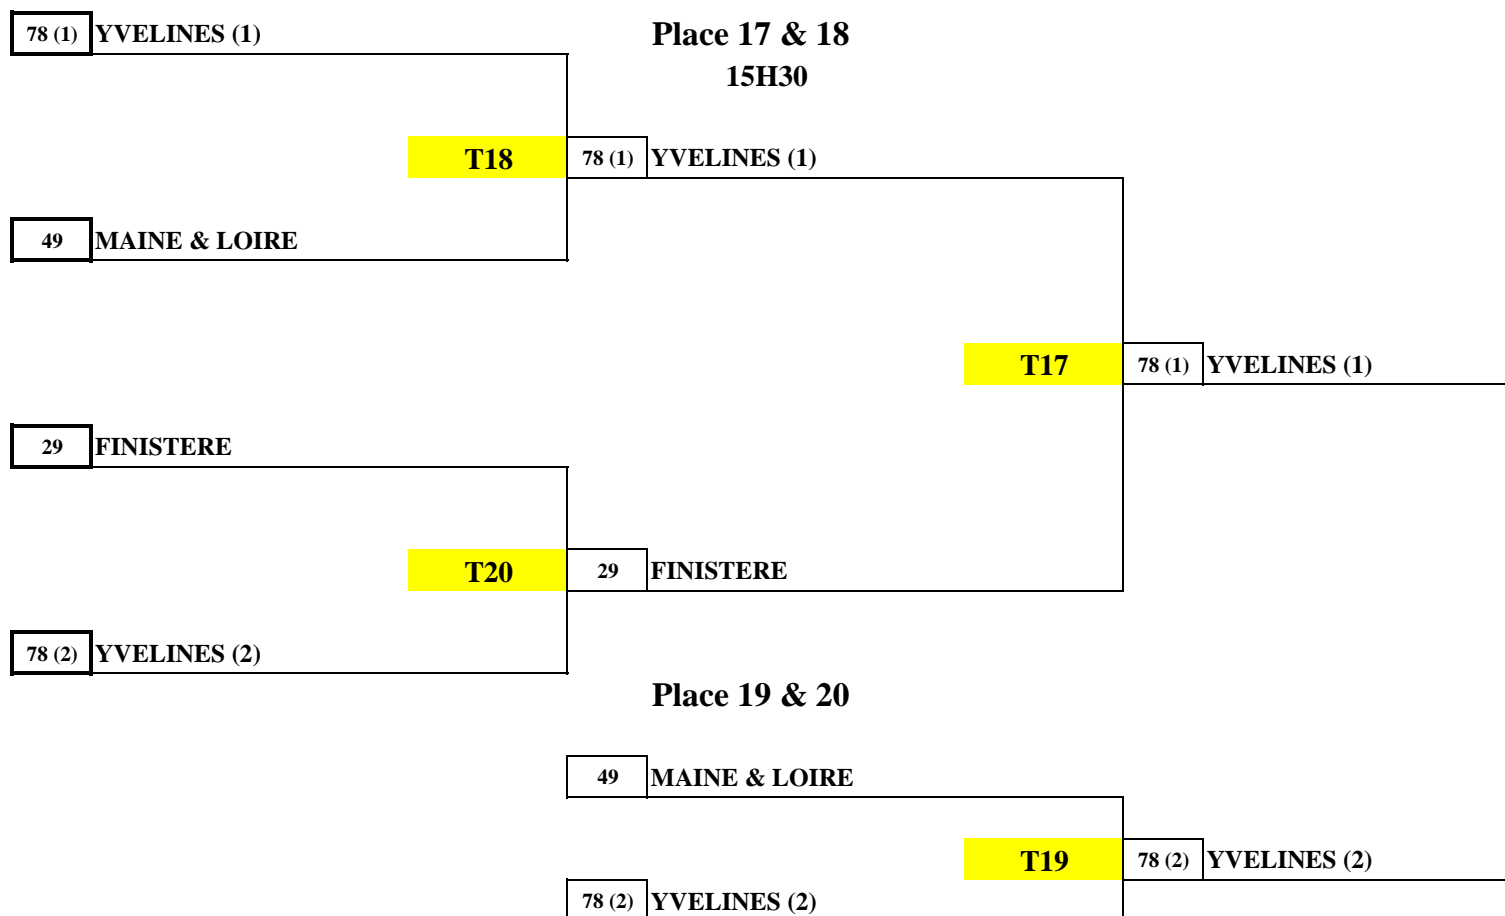 78 (1) YVELINES (1)
Place 17 & 18
15H30
T18 78 (1) YVELINES (1)
49 MAINE & LOIRE
T17 78 (1) YVELINES (1)
29 FINISTERE
T20 29 FINISTERE
78 (2) YVELINES (2)
Place 19 & 20
49 MAINE & LOIRE
T19 78 (2) YVELINES (2)
78 (2) YVELINES (2)